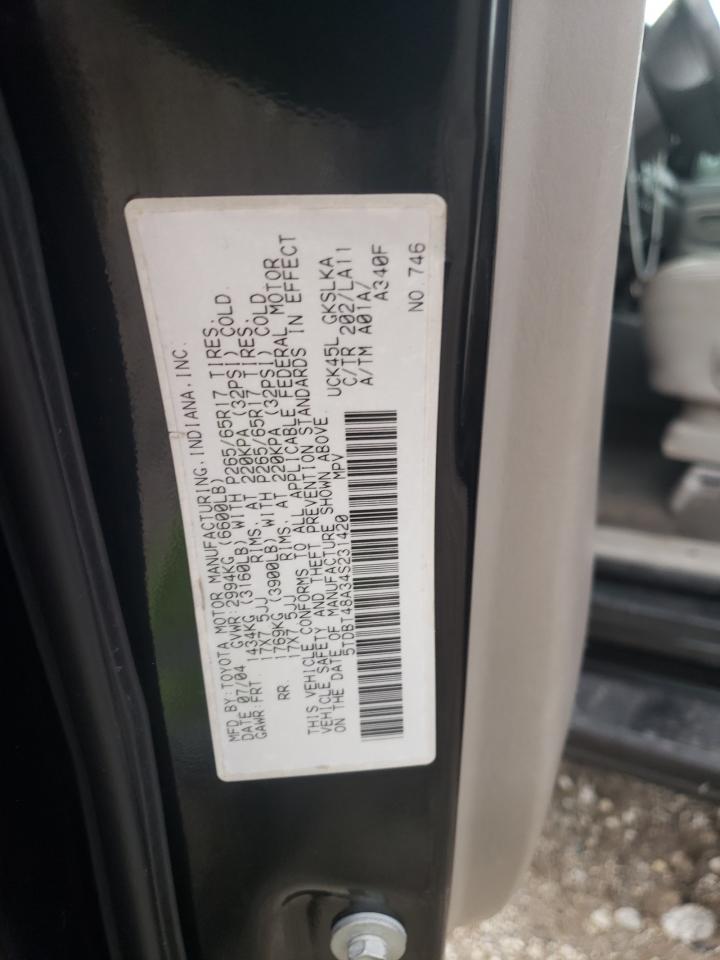 MFD.BY:TOYOTA MOTOR MANUFACTURING,INDIANA,INC.
DATE 07/04 GVWR:2994KG (6600LB)
GAWR:FRT. 1434KG (3160LB) WITH P265/65R17 TIRES.
17X7.5JJ RIMS. AT 220KPA (32PSI) COLD
RR. 1769KG (3900LB) WITH P265/65R17 TIRES.
17X7.5JJ RIMS. AT 220KPA (32PSI) COLD
THIS VEHICLE CONFORMS TO ALL APPLICABLE FEDERAL MOTOR
VEHICLE SAFETY AND THEFT PREVENTION STANDARDS IN EFFECT
ON THE DATE OF MANUFACTURE SHOWN ABOVE.
5TDBT48A34S231420 MPV
UCK45L GKSLKA
C/TR 202/LA11
A/TM A01A/
A340F
NO.746